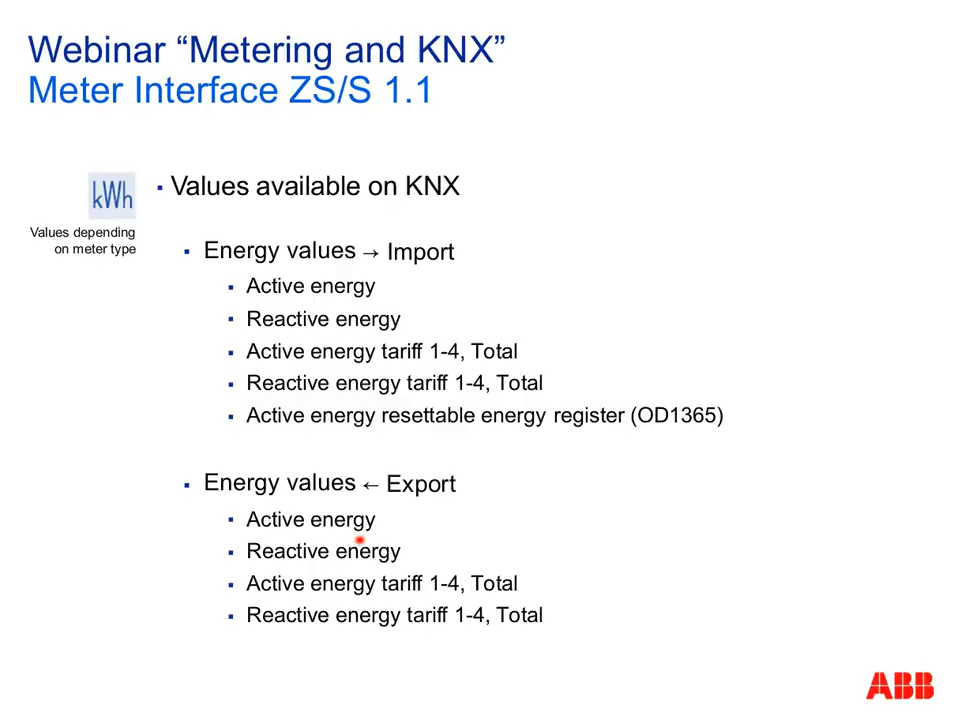 Webinar “Metering and KNX”
Meter Interface ZS/S 1.1
kWh
Values depending
on meter type
▪ Values available on KNX
▪ Energy values → Import
▪ Active energy
▪ Reactive energy
▪ Active energy tariff 1-4, Total
▪ Reactive energy tariff 1-4, Total
▪ Active energy resettable energy register (OD1365)
▪ Energy values ← Export
▪ Active energy
▪ Reactive energy
▪ Active energy tariff 1-4, Total
▪ Reactive energy tariff 1-4, Total
ABB